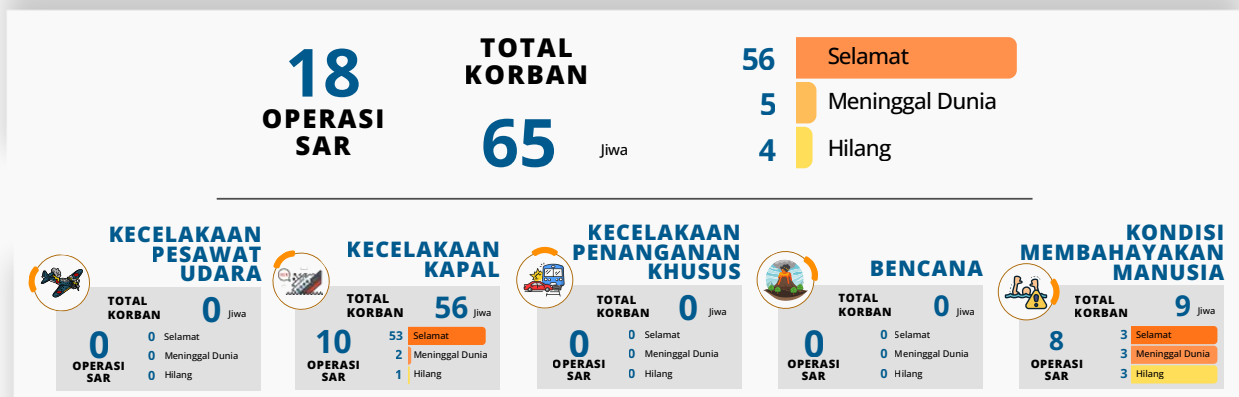 18
OPERASI
SAR
TOTAL
KORBAN
65
Jiwa
56 Selamat
5 Meninggal Dunia
4 Hilang
KECELAKAAN
PESAWAT
UDARA
TOTAL
KORBAN
0 Jiwa
0
OPERASI
SAR
0 Selamat
0 Meninggal Dunia
0 Hilang
KECELAKAAN
KAPAL
TOTAL
KORBAN
56 Jiwa
10
OPERASI
SAR
53 Selamat
2 Meninggal Dunia
1 Hilang
KECELAKAAN
PENANGANAN
KHUSUS
TOTAL
KORBAN
0 Jiwa
0
OPERASI
SAR
0 Selamat
0 Meninggal Dunia
0 Hilang
BENCANA
TOTAL
KORBAN
0 Jiwa
0
OPERASI
SAR
0 Selamat
0 Meninggal Dunia
0 Hilang
KONDISI
MEMBAHAYAKAN
MANUSIA
TOTAL
KORBAN
9 Jiwa
8
OPERASI
SAR
3 Selamat
3 Meninggal Dunia
3 Hilang